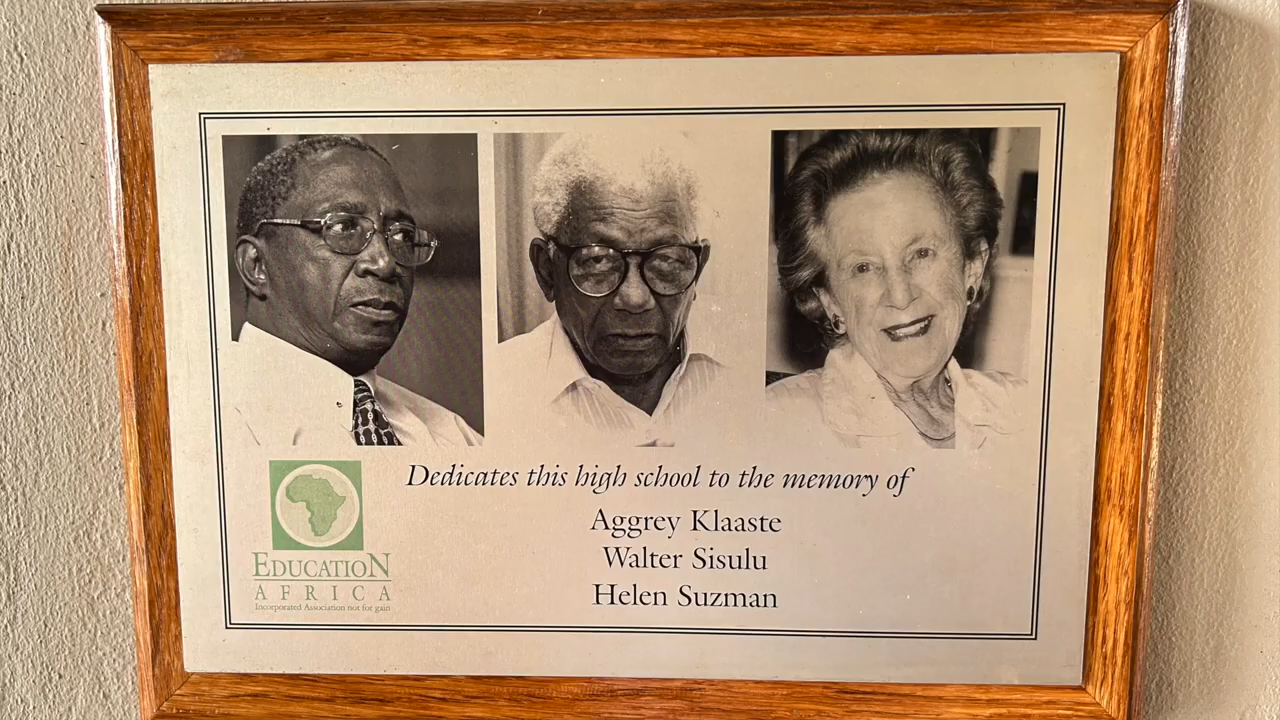 Dedicates this high school to the memory of
Aggrey Klaaste
Walter Sisulu
Helen Suzman
EDUCATION
AFRICA
Incorporated Association not for gain